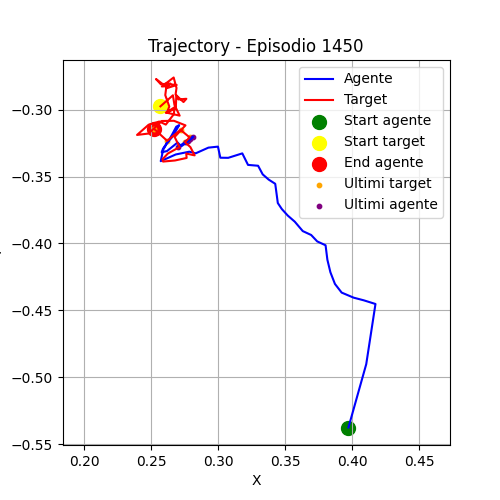 Trajectory - Episodio 1450
Agente
Target
Start agente
Start target
End agente
Ultimi target
Ultimi agente
−0.30
−0.35
−0.40
−0.45
−0.50
−0.55
0.20 0.25 0.30 0.35 0.40 0.45
X